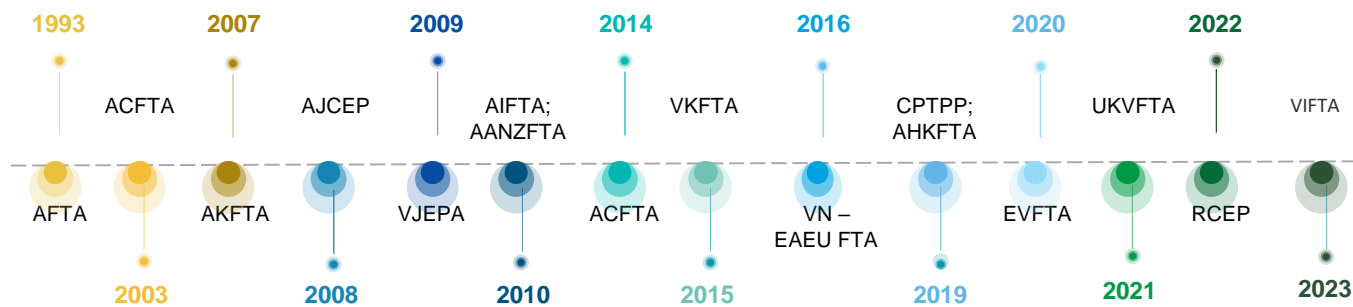 1993
2007
2009
2014
2016
2020
2022
ACFTA
AJCEP
AIFTA;
AANZFTA
VKFTA
CPTPP;
AHKFTA
UKVFTA
VIFTA
AFTA
AKFTA
VJEPA
ACFTA
VN –
EAEU FTA
EVFTA
RCEP
2003
2008
2010
2015
2019
2021
2023